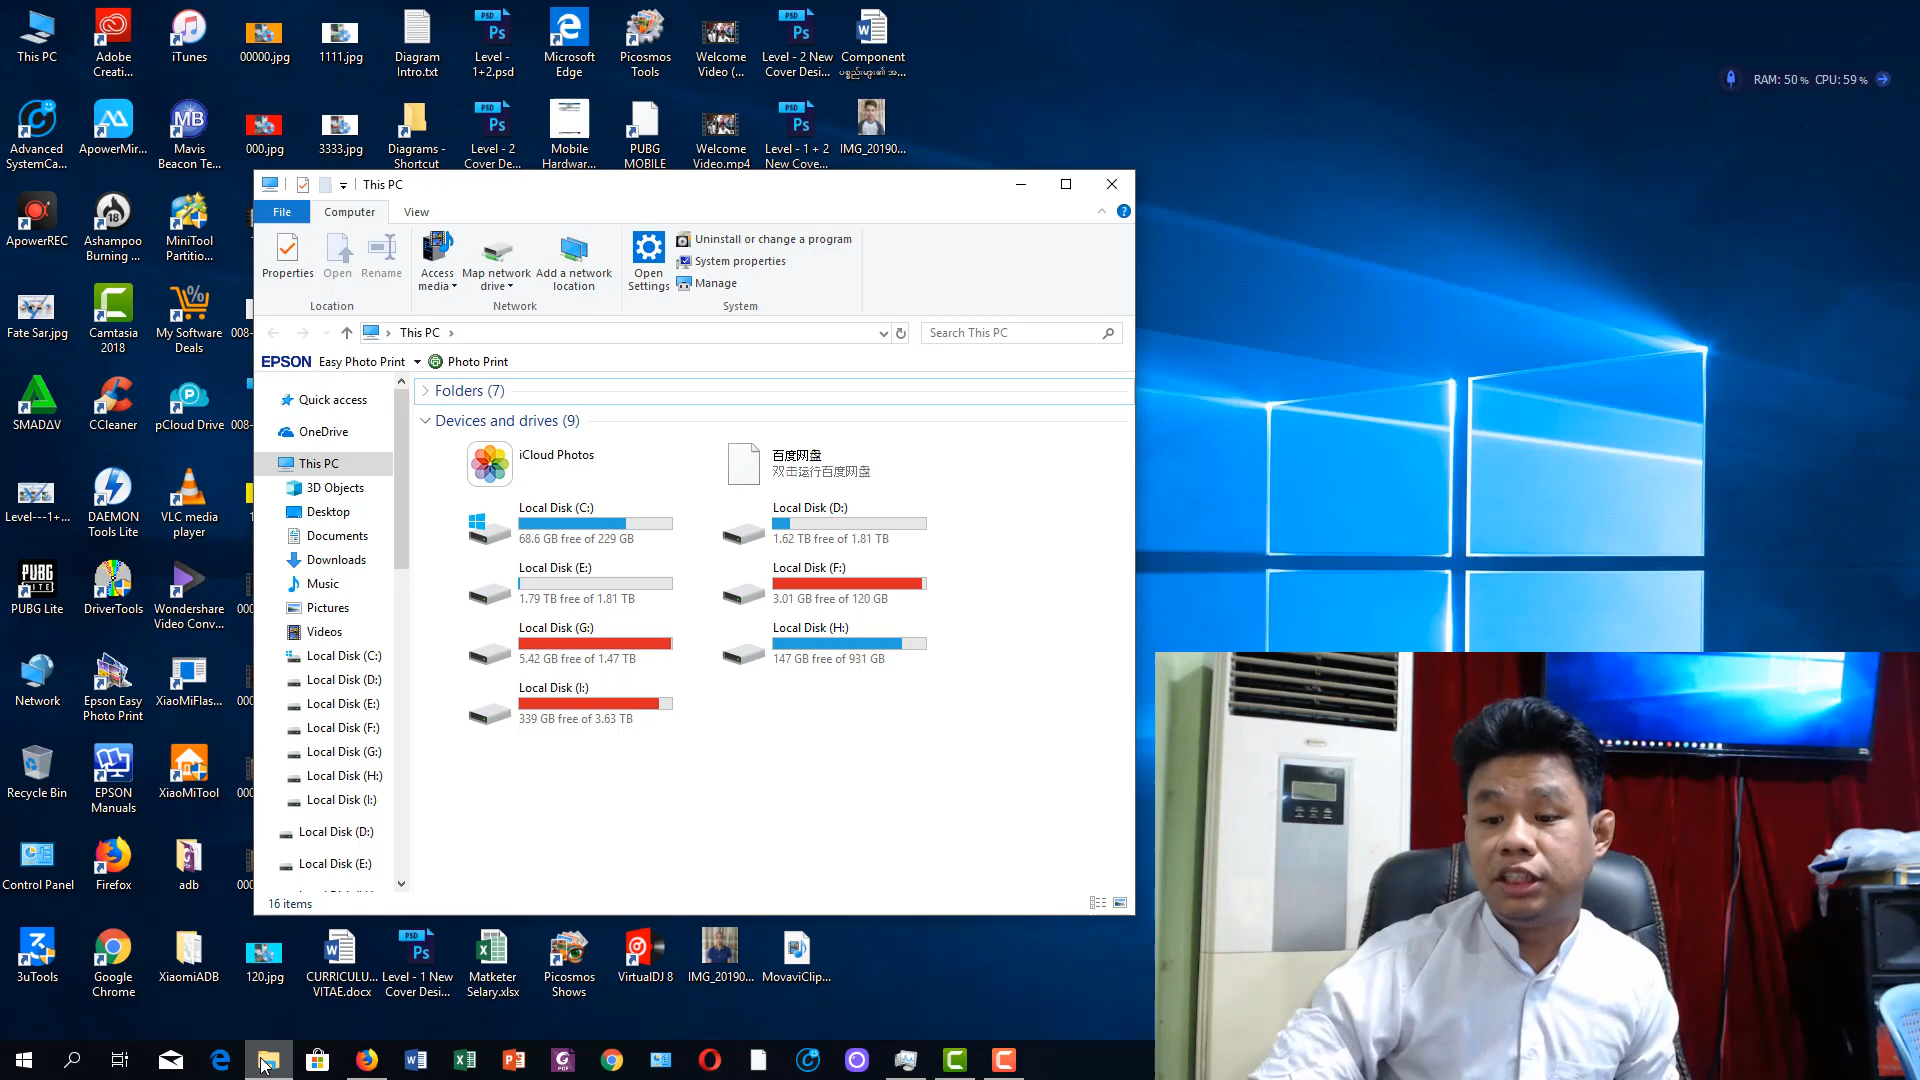 This PC
Adobe Creati...
iTunes
00000.jpg
1111.jpg
Diagram Intro.txt
Level - 1+2.psd
Microsoft Edge
Picosmos Tools
Welcome Video (...
Level - 2 New Cover Desi...
Component
RAM: 50 % CPU: 59 %
Advanced SystemCa...
ApowerMir...
Mavis Beacon Te...
000.jpg
3333.jpg
Diagrams - Shortcut
Level - 2 Cover De...
Mobile Hardwar...
PUBG MOBILE
Welcome Video.mp4
Level - 1 + 2 New Cove...
IMG_20190...
This PC
File
Computer
View
ApowerREC
Ashampoo Burning ...
MiniTool Partitio...
Properties
Open
Rename
Access media
Map network drive
Add a network location
Open Settings
Uninstall or change a program
System properties
Manage
Location
Network
System
Fate Sar.jpg
Camtasia 2018
My Software Deals
This PC
Search This PC
EPSON Easy Photo Print
Photo Print
Quick access
OneDrive
This PC
3D Objects
Desktop
Documents
Downloads
Music
Pictures
Videos
Local Disk (C:)
Local Disk (D:)
Local Disk (E:)
Local Disk (F:)
Local Disk (G:)
Local Disk (H:)
Local Disk (I:)
Local Disk (D:)
Local Disk (E:)
Folders (7)
Devices and drives (9)
iCloud Photos
百度网盘
双击运行百度网盘
Local Disk (C:)
68.6 GB free of 229 GB
Local Disk (D:)
1.62 TB free of 1.81 TB
Local Disk (E:)
1.79 TB free of 1.81 TB
Local Disk (F:)
3.01 GB free of 120 GB
Local Disk (G:)
5.42 GB free of 1.47 TB
Local Disk (H:)
147 GB free of 931 GB
Local Disk (I:)
339 GB free of 3.63 TB
16 items
SMADΔV
CCleaner
pCloud Drive
Level---1+...
DAEMON Tools Lite
VLC media player
PUBG Lite
DriverTools
Wondershare Video Conv...
Network
Epson Easy Photo Print
XiaoMiFlas...
Recycle Bin
EPSON Manuals
XiaoMiTool
Control Panel
Firefox
adb
3uTools
Google Chrome
XiaomiADB
120.jpg
CURRICULU... VITAE.docx
Level - 1 New Cover Desi...
Matketer Selary.xlsx
Picosmos Shows
VirtualDJ 8
IMG_20190...
MovaviClip...